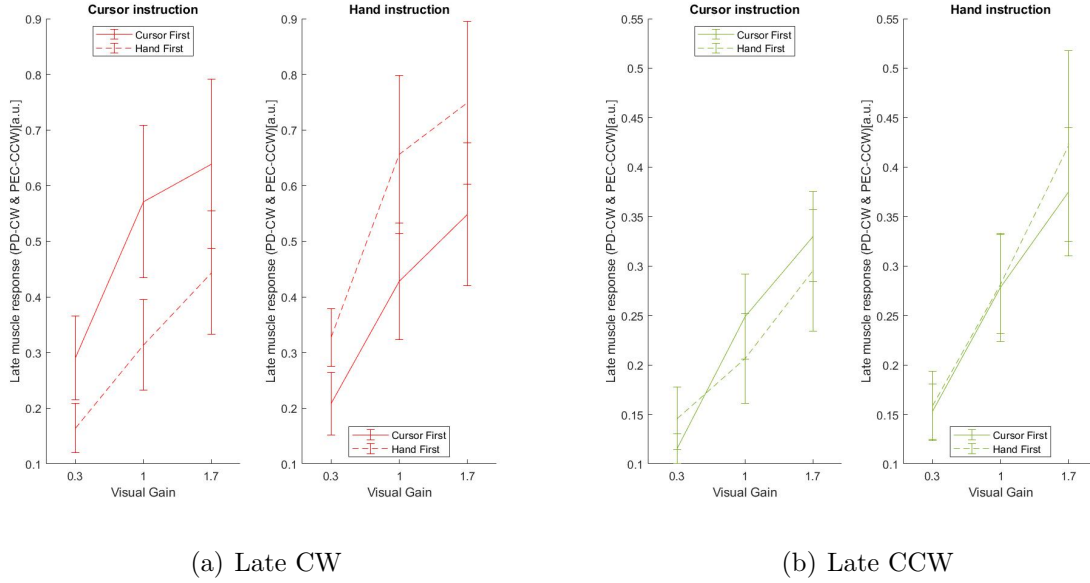 Cursor instruction
Cursor First
Hand First
Late muscle response (PD-CW & PEC-CCW)[a.u.]
0.9
0.8
0.7
0.6
0.5
0.4
0.3
0.2
0.1
0.3 1 1.7
Visual Gain
Hand instruction
Late muscle response (PD-CW & PEC-CCW)[a.u.]
0.9
0.8
0.7
0.6
0.5
0.4
0.3
0.2
0.1
Cursor First
Hand First
0.3 1 1.7
Visual Gain
(a) Late CW
Cursor instruction
Cursor First
Hand First
Late muscle response (PD-CW & PEC-CCW)[a.u.]
0.55
0.5
0.45
0.4
0.35
0.3
0.25
0.2
0.15
0.1
0.3 1 1.7
Visual Gain
Hand instruction
Late muscle response (PD-CW & PEC-CCW)[a.u.]
0.55
0.5
0.45
0.4
0.35
0.3
0.25
0.2
0.15
0.1
Cursor First
Hand First
0.3 1 1.7
Visual Gain
(b) Late CCW